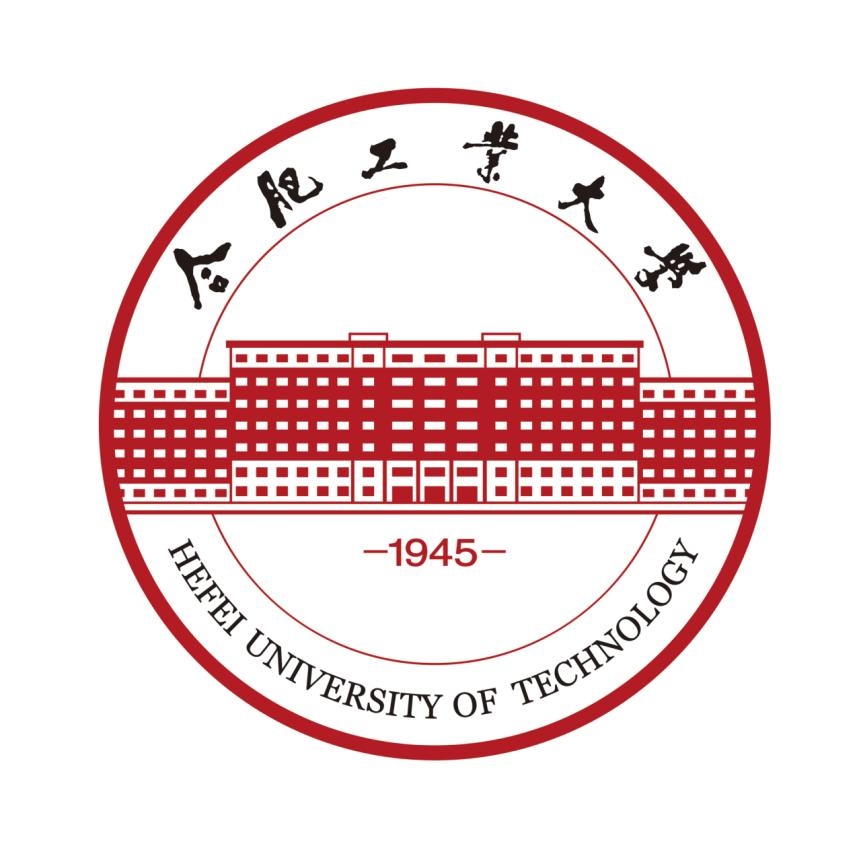 合肥工業大學
-1945-
HEFEI UNIVERSITY OF TECHNOLOGY